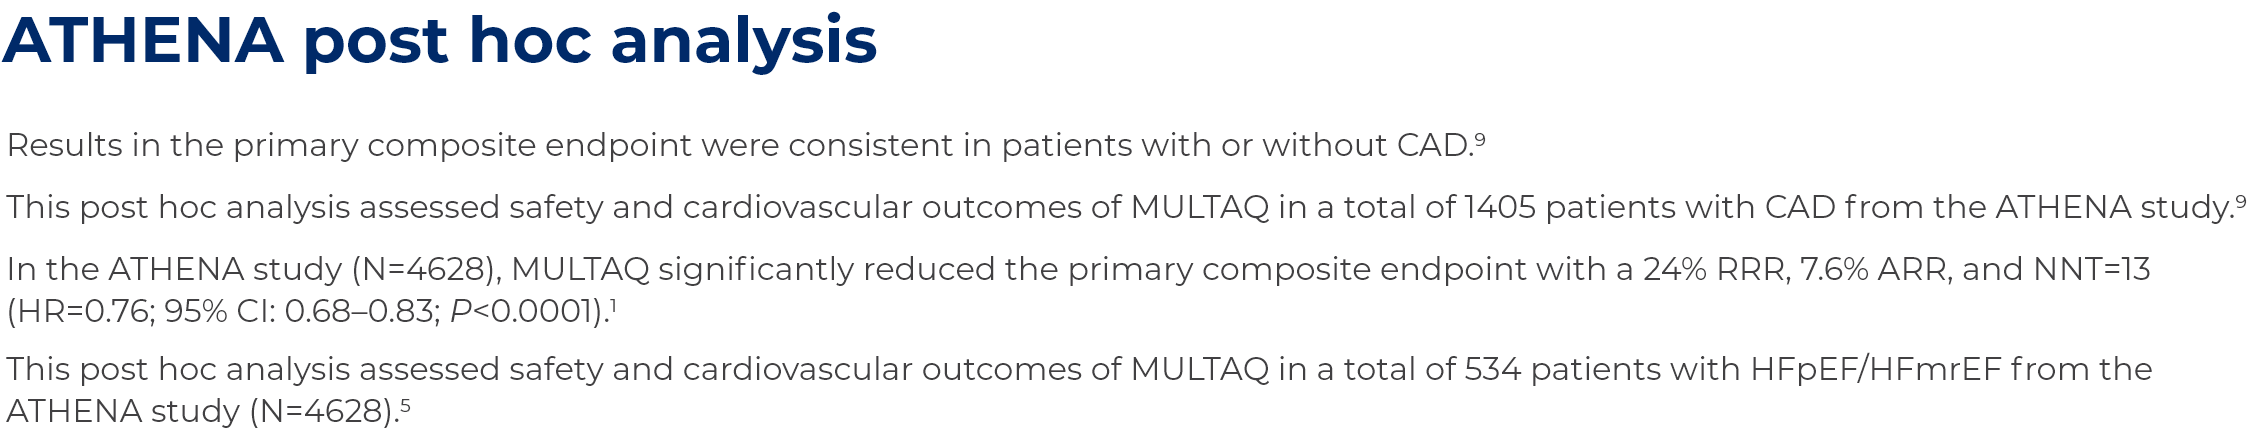 ATHENA post hoc analysis
Results in the primary composite endpoint were consistent in patients with or without CAD.⁹
This post hoc analysis assessed safety and cardiovascular outcomes of MULTAQ in a total of 1405 patients with CAD from the ATHENA study.⁹
In the ATHENA study (N=4628), MULTAQ significantly reduced the primary composite endpoint with a 24% RRR, 7.6% ARR, and NNT=13
(HR=0.76; 95% CI: 0.68–0.83; P<0.0001).¹
This post hoc analysis assessed safety and cardiovascular outcomes of MULTAQ in a total of 534 patients with HFpEF/HFmrEF from the
ATHENA study (N=4628).⁵